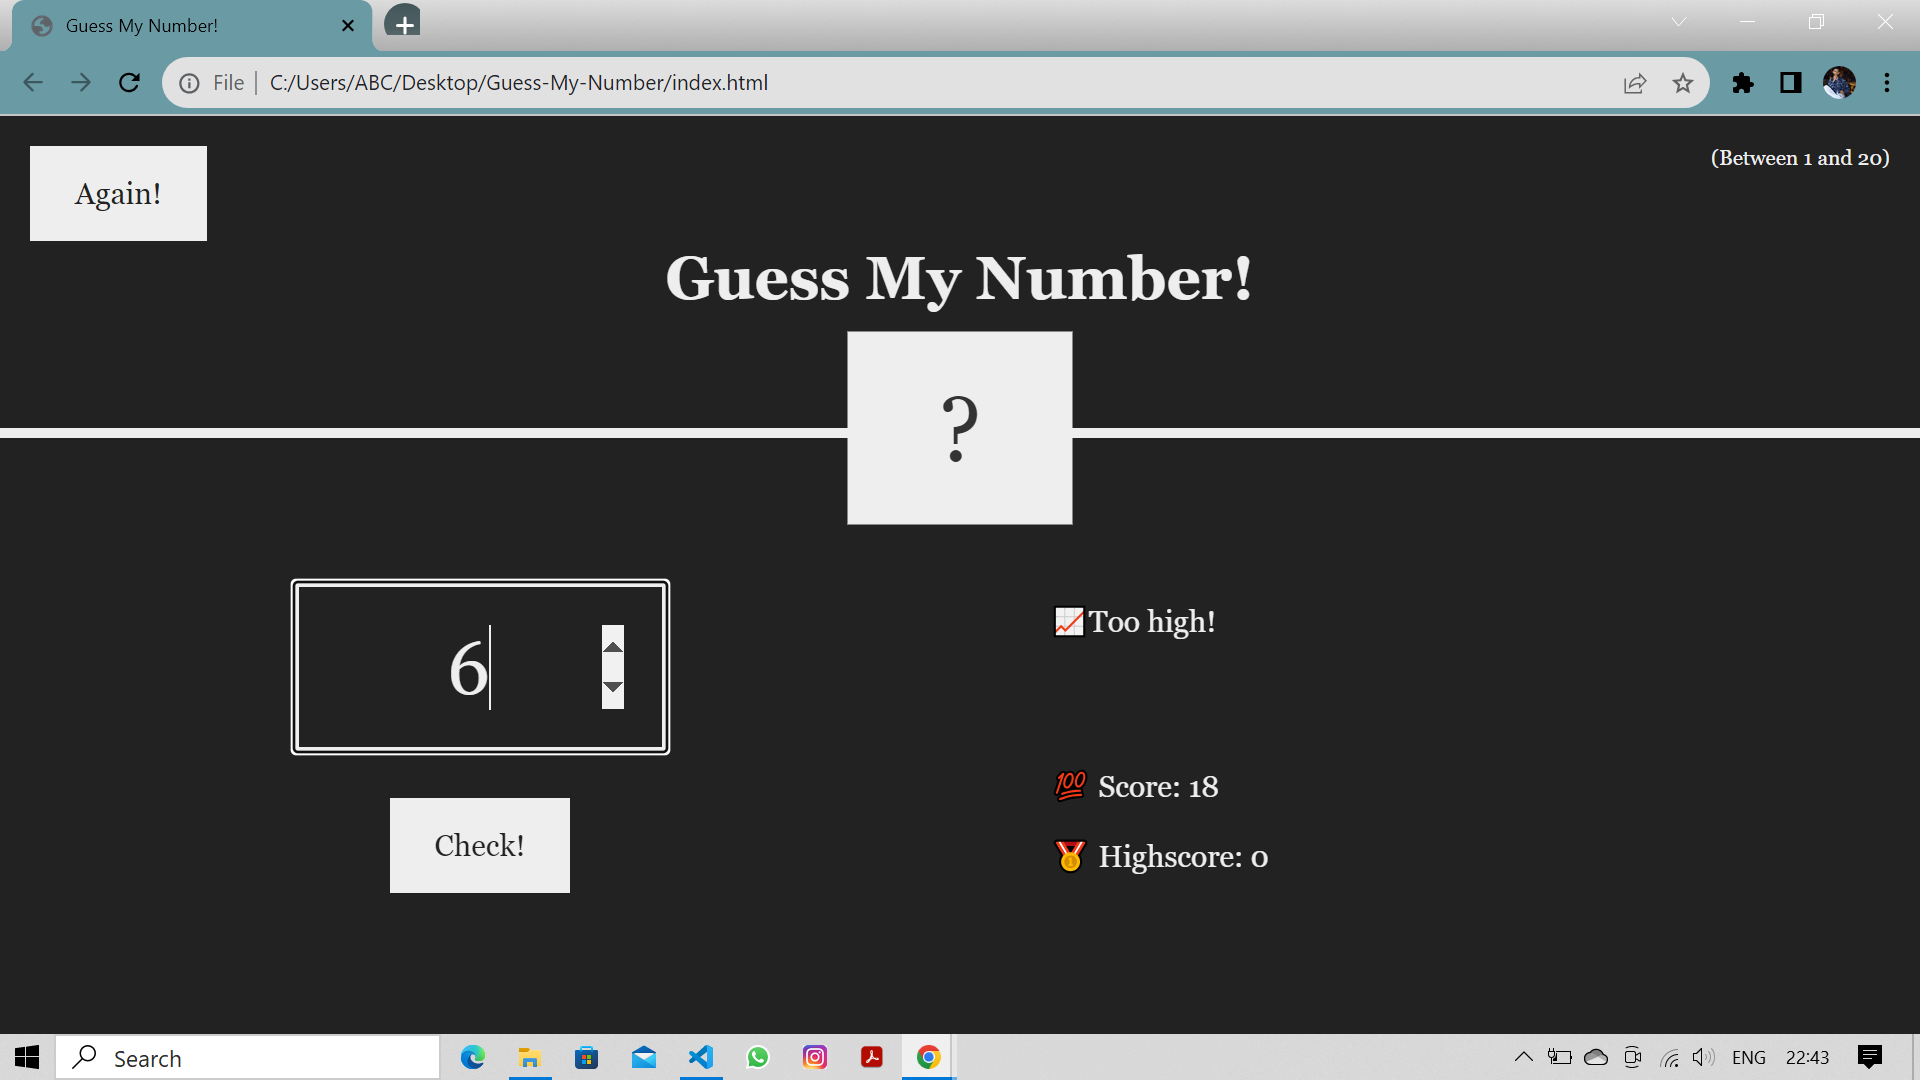 Guess My Number!
File
C:/Users/ABC/Desktop/Guess-My-Number/index.html
Again!
(Between 1 and 20)
Guess My Number!
?
6
📈Too high!
Check!
💯 Score: 18
🥇 Highscore: 0
Search
ENG
22:43